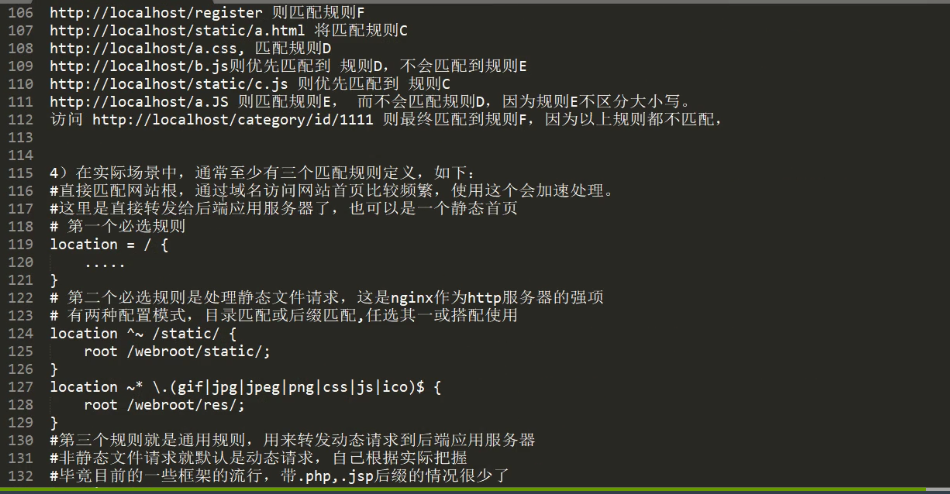 106 http://localhost/register 则匹配规则F
107 http://localhost/static/a.html 将匹配规则C
108 http://localhost/a.css, 匹配规则D
109 http://localhost/b.js则优先匹配到 规则D，不会匹配到规则E
110 http://localhost/static/c.js 则优先匹配到 规则C
111 http://localhost/a.JS 则匹配规则E， 而不会匹配规则D，因为规则E不区分大小写。
112 访问 http://localhost/category/id/1111 则最终匹配到规则F，因为以上规则都不匹配，
113
114
115 4）在实际场景中，通常至少有三个匹配规则定义，如下：
116 #直接匹配网站根，通过域名访问网站首页比较频繁，使用这个会加速处理。
117 #这里是直接转发给后端应用服务器了，也可以是一个静态首页
118 # 第一个必选规则
119 location = / {
120     .....
121 }
122 # 第二个必选规则是处理静态文件请求，这是nginx作为http服务器的强项
123 # 有两种配置模式，目录匹配或后缀匹配,任选其一或搭配使用
124 location ^~ /static/ {
125     root /webroot/static/;
126 }
127 location ~* \.(gif|jpg|jpeg|png|css|js|ico)$ {
128     root /webroot/res/;
129 }
130 #第三个规则就是通用规则，用来转发动态请求到后端应用服务器
131 #非静态文件请求就默认是动态请求，自己根据实际把握
132 #毕竟目前的一些框架的流行，带.php,.jsp后缀的情况很少了